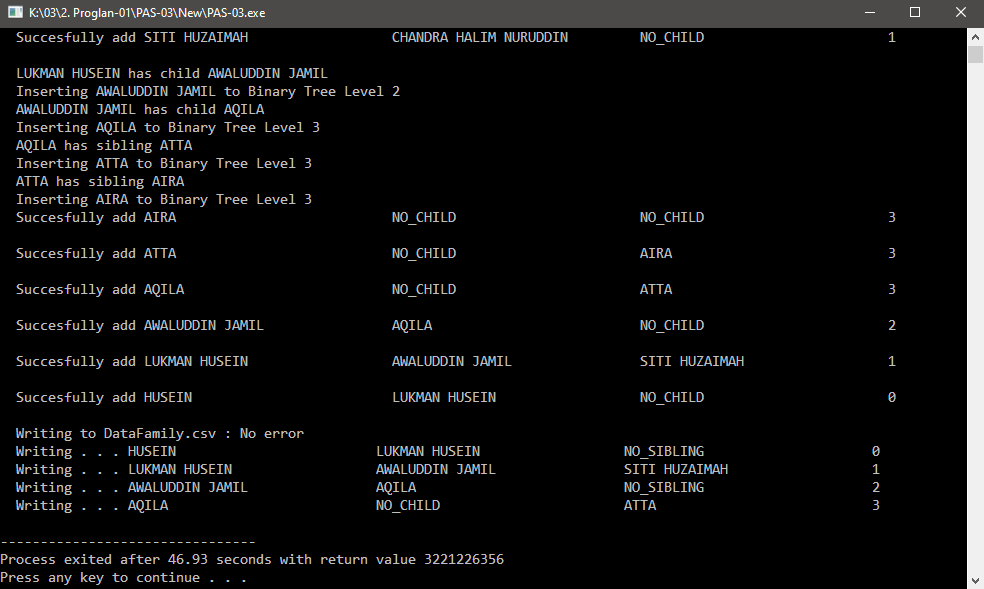 K:\03\2. Proglan-01\PAS-03\New\PAS-03.exe
Succesfully add SITI HUZAIMAH CHANDRA HALIM NURUDDIN NO_CHILD 1
LUKMAN HUSEIN has child AWALUDDIN JAMIL
Inserting AWALUDDIN JAMIL to Binary Tree Level 2
AWALUDDIN JAMIL has child AQILA
Inserting AQILA to Binary Tree Level 3
AQILA has sibling ATTA
Inserting ATTA to Binary Tree Level 3
ATTA has sibling AIRA
Inserting AIRA to Binary Tree Level 3
Succesfully add AIRA NO_CHILD NO_CHILD 3
Succesfully add ATTA NO_CHILD AIRA 3
Succesfully add AQILA NO_CHILD ATTA 3
Succesfully add AWALUDDIN JAMIL AQILA NO_CHILD 2
Succesfully add LUKMAN HUSEIN AWALUDDIN JAMIL SITI HUZAIMAH 1
Succesfully add HUSEIN LUKMAN HUSEIN NO_CHILD 0
Writing to DataFamily.csv : No error
Writing . . . HUSEIN LUKMAN HUSEIN NO_SIBLING 0
Writing . . . LUKMAN HUSEIN AWALUDDIN JAMIL SITI HUZAIMAH 1
Writing . . . AWALUDDIN JAMIL AQILA NO_SIBLING 2
Writing . . . AQILA NO_CHILD ATTA 3
--------------------------------
Process exited after 46.93 seconds with return value 3221226356
Press any key to continue . . .